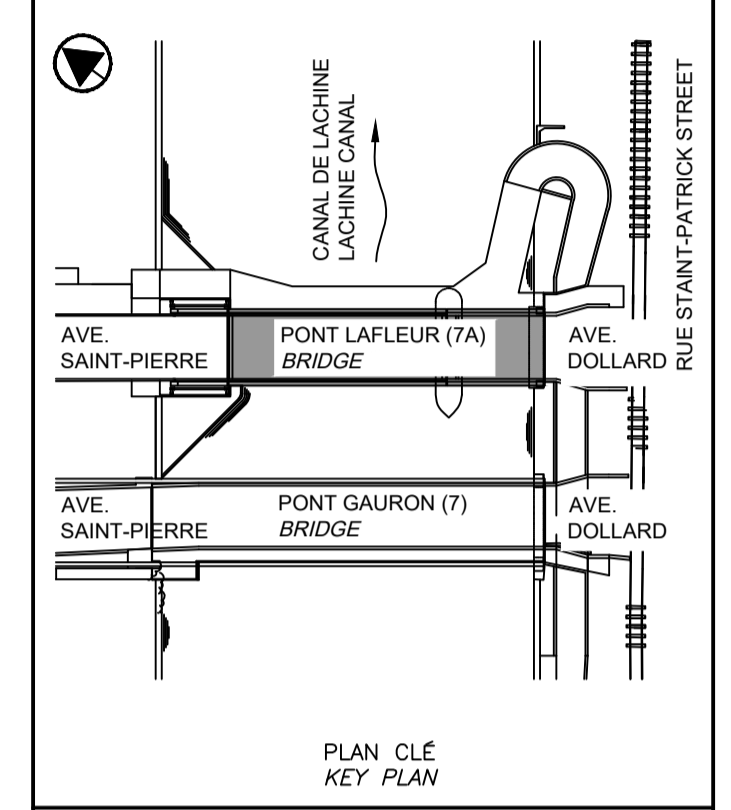 CANAL DE LACHINE
LACHINE CANAL
RUE STAINT-PATRICK STREET
AVE.
SAINT-PIERRE
PONT LAFLEUR (7A)
BRIDGE
AVE.
DOLLARD
AVE.
SAINT-PIERRE
PONT GAURON (7)
BRIDGE
AVE.
DOLLARD
PLAN CLÉ
KEY PLAN